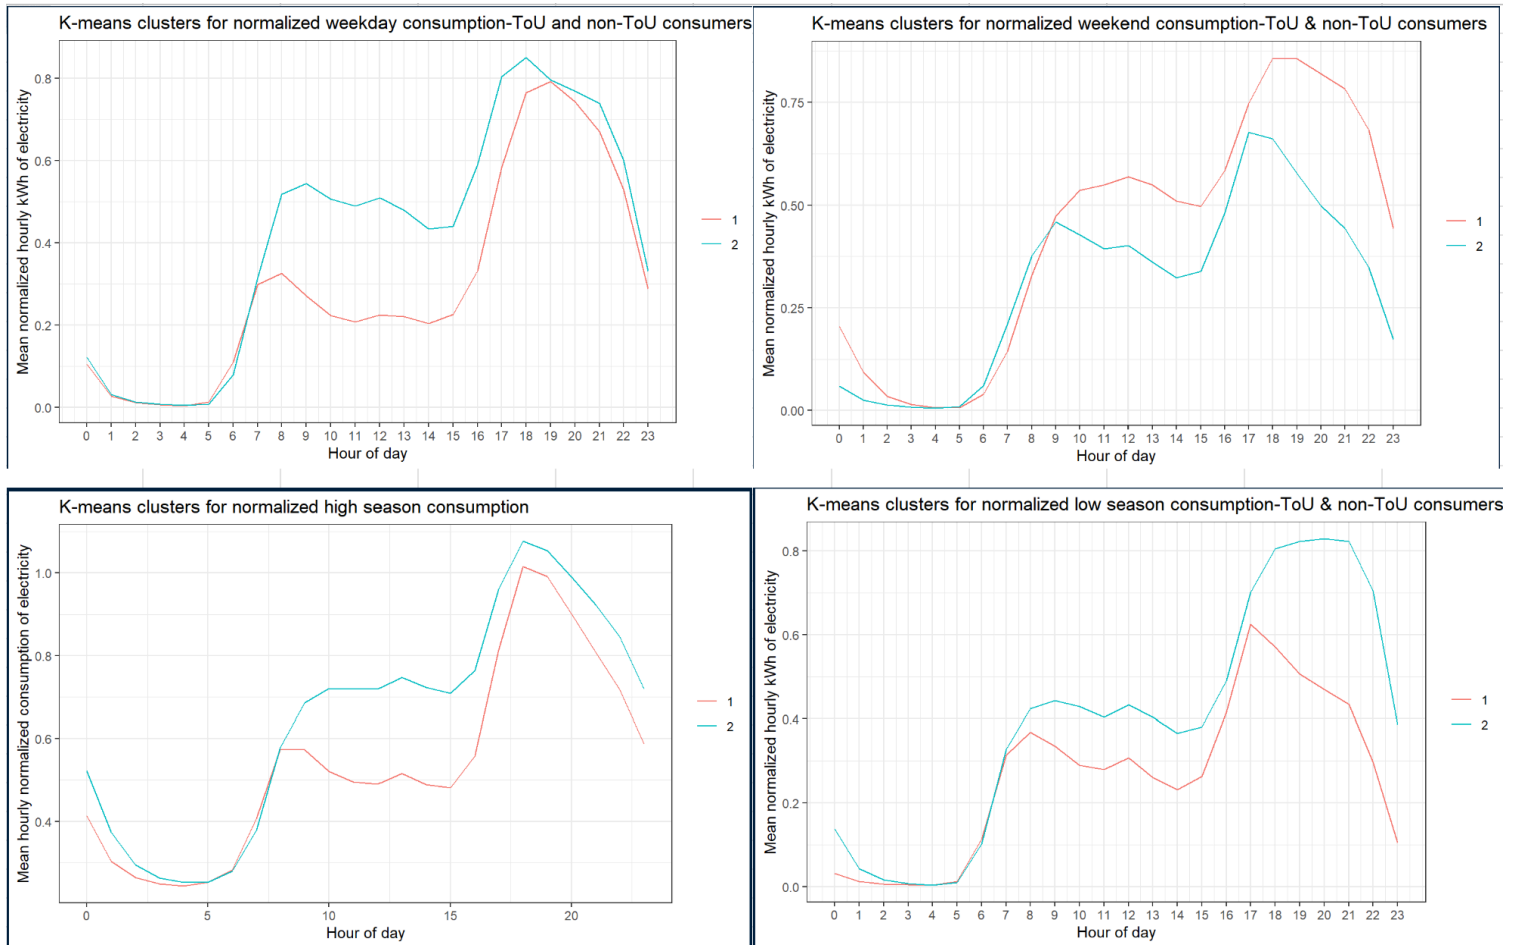 K-means clusters for normalized weekday consumption-ToU and non-ToU consumers
Mean normalized hourly kWh of electricity
0.8
0.6
0.4
0.2
0.0
0 1 2 3 4 5 6 7 8 9 10 11 12 13 14 15 16 17 18 19 20 21 22 23
Hour of day
1
2
K-means clusters for normalized weekend consumption-ToU & non-ToU consumers
Mean normalized hourly kWh of electricity
0.75
0.50
0.25
0.00
0 1 2 3 4 5 6 7 8 9 10 11 12 13 14 15 16 17 18 19 20 21 22 23
Hour of day
1
2
K-means clusters for normalized high season consumption
Mean hourly normalized consumption of electricity
1.0
0.8
0.6
0.4
0 5 10 15 20
Hour of day
1
2
K-means clusters for normalized low season consumption-ToU & non-ToU consumers
Mean normalized hourly kWh of electricity
0.8
0.6
0.4
0.2
0.0
0 1 2 3 4 5 6 7 8 9 10 11 12 13 14 15 16 17 18 19 20 21 22 23
Hour of day
1
2